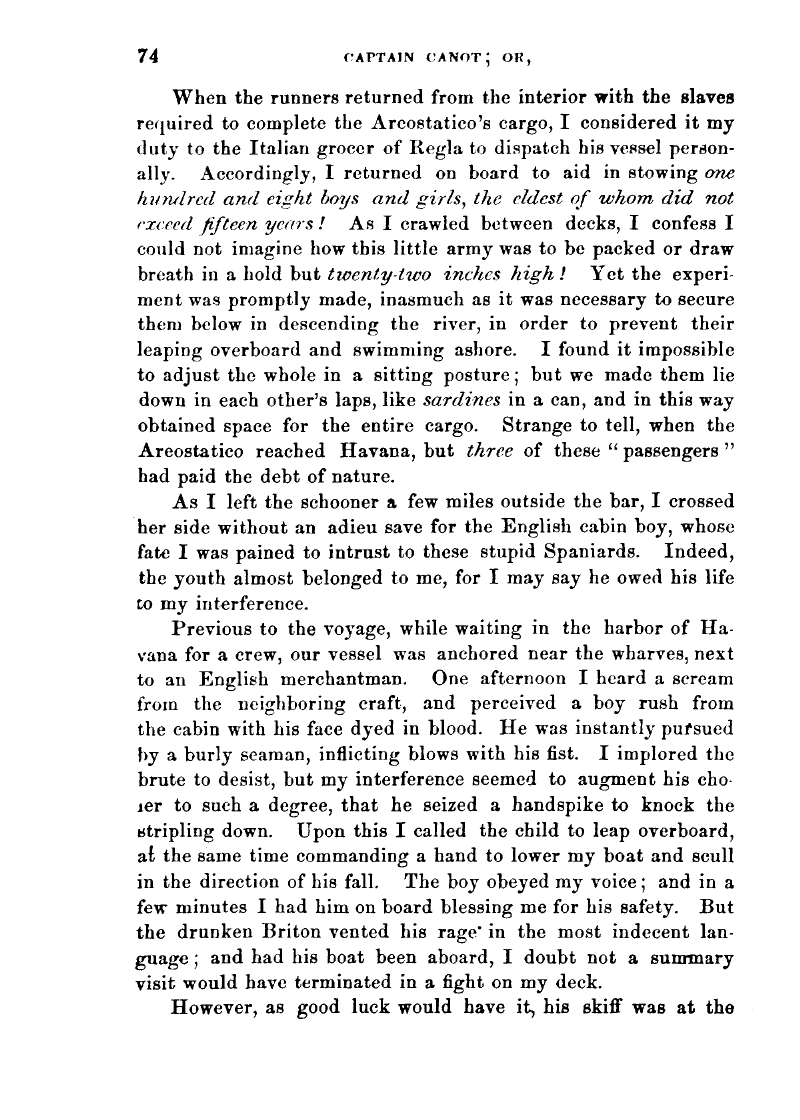 74 CAPTAIN CANOT; OR,
When the runners returned from the interior with the slaves
required to complete the Arcostatico's cargo, I considered it my
duty to the Italian grocer of Regla to dispatch his vessel person-
ally. Accordingly, I returned on board to aid in stowing one
hundred and eight boys and girls, the eldest of whom did not
exceed fifteen years! As I crawled between decks, I confess I
could not imagine how this little army was to be packed or draw
breath in a hold but twenty-two inches high! Yet the experi-
ment was promptly made, inasmuch as it was necessary to secure
them below in descending the river, in order to prevent their
leaping overboard and swimming ashore. I found it impossible
to adjust the whole in a sitting posture; but we made them lie
down in each other's laps, like sardines in a can, and in this way
obtained space for the entire cargo. Strange to tell, when the
Areostatico reached Havana, but three of these "passengers"
had paid the debt of nature.
As I left the schooner a few miles outside the bar, I crossed
her side without an adieu save for the English cabin boy, whose
fate I was pained to intrust to these stupid Spaniards. Indeed,
the youth almost belonged to me, for I may say he owed his life
to my interference.
Previous to the voyage, while waiting in the harbor of Ha-
vana for a crew, our vessel was anchored near the wharves, next
to an English merchantman. One afternoon I heard a scream
from the neighboring craft, and perceived a boy rush from
the cabin with his face dyed in blood. He was instantly pursued
by a burly seaman, inflicting blows with his fist. I implored the
brute to desist, but my interference seemed to augment his cho-
ler to such a degree, that he seized a handspike to knock the
stripling down. Upon this I called the child to leap overboard,
at the same time commanding a hand to lower my boat and scull
in the direction of his fall. The boy obeyed my voice; and in a
few minutes I had him on board blessing me for his safety. But
the drunken Briton vented his rage in the most indecent lan-
guage; and had his boat been aboard, I doubt not a summary
visit would have terminated in a fight on my deck.
However, as good luck would have it, his skiff was at the